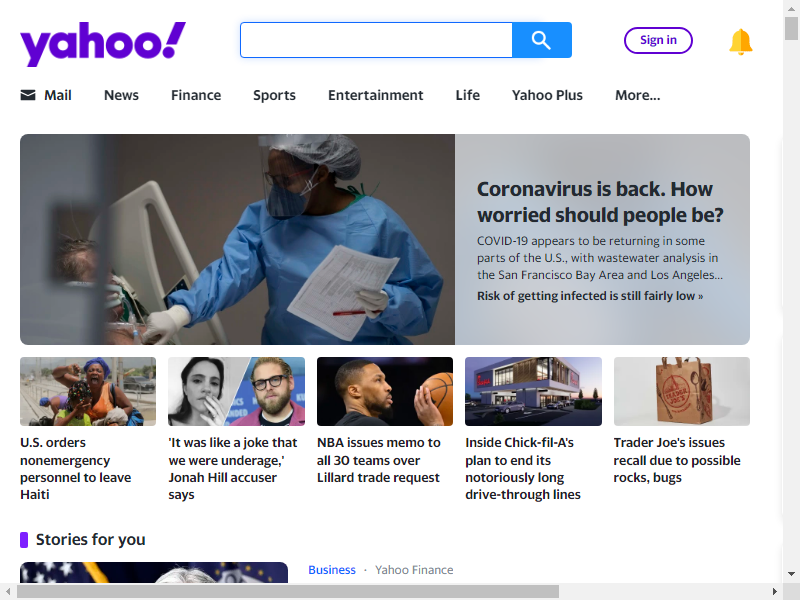 yahoo!
Sign in
Mail News Finance Sports Entertainment Life Yahoo Plus More...
Coronavirus is back. How
worried should people be?
COVID-19 appears to be returning in some
parts of the U.S., with wastewater analysis in
the San Francisco Bay Area and Los Angeles...
Risk of getting infected is still fairly low »
U.S. orders
nonemergency
personnel to leave
Haiti
'It was like a joke that
we were underage,'
Jonah Hill accuser
says
NBA issues memo to
all 30 teams over
Lillard trade request
Inside Chick-fil-A's
plan to end its
notoriously long
drive-through lines
Trader Joe's issues
recall due to possible
rocks, bugs
Stories for you
Business · Yahoo Finance